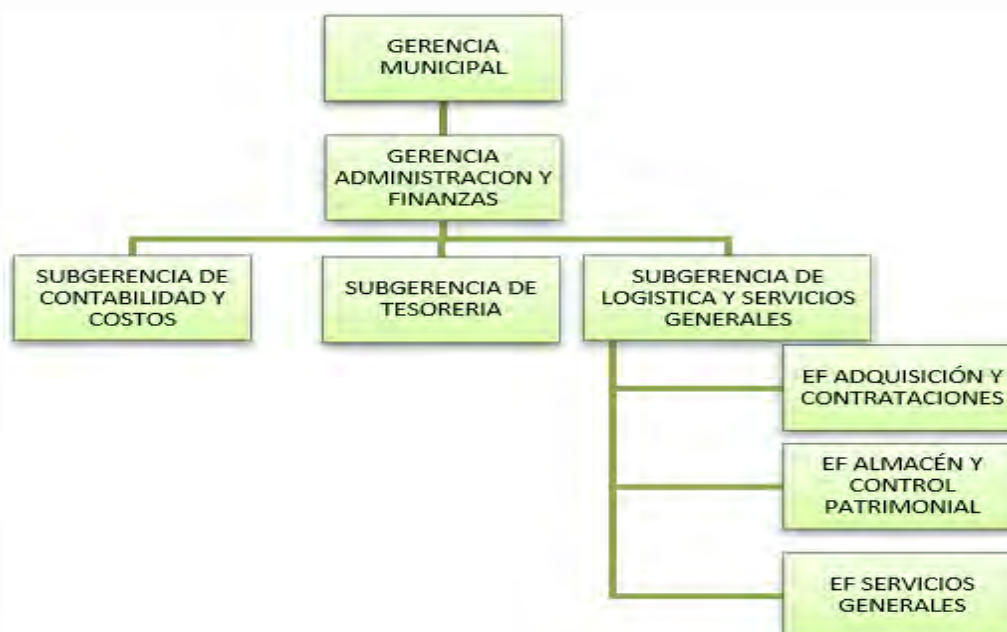 GERENCIA
MUNICIPAL
GERENCIA
ADMINISTRACION Y
FINANZAS
SUBGERENCIA DE
CONTABILIDAD Y
COSTOS
SUBGERENCIA DE
TESORERIA
SUBGERENCIA DE
LOGISTICA Y SERVICIOS
GENERALES
EF ADQUISICIÓN Y
CONTRATACIONES
EF ALMACÉN Y
CONTROL
PATRIMONIAL
EF SERVICIOS
GENERALES